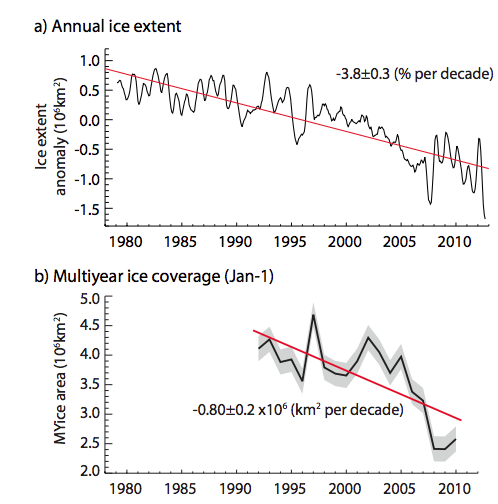 a) Annual ice extent
-3.8±0.3 (% per decade)
Ice extent
anomaly (10⁶km²)
1.0
0.5
0.0
-0.5
-1.0
-1.5
1980 1985 1990 1995 2000 2005 2010
b) Multiyear ice coverage (Jan-1)
MYice area (10⁶km²)
5.0
4.5
4.0
3.5
3.0
2.5
2.0
-0.80±0.2 x10⁶ (km² per decade)
1980 1985 1990 1995 2000 2005 2010